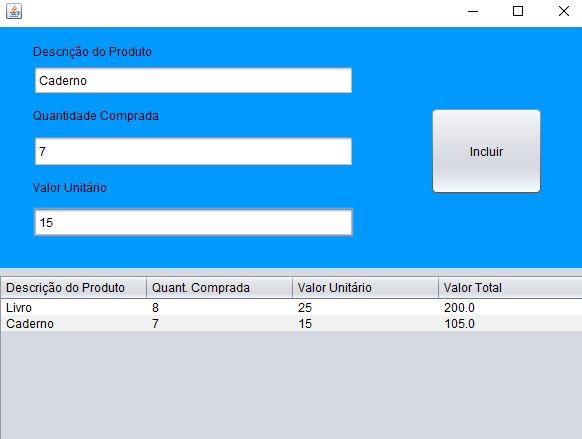 Descrição do Produto
Caderno
Quantidade Comprada
7
Incluir
Valor Unitário
15
Descrição do Produto Quant. Comprada Valor Unitário Valor Total
Livro 8 25 200.0
Caderno 7 15 105.0